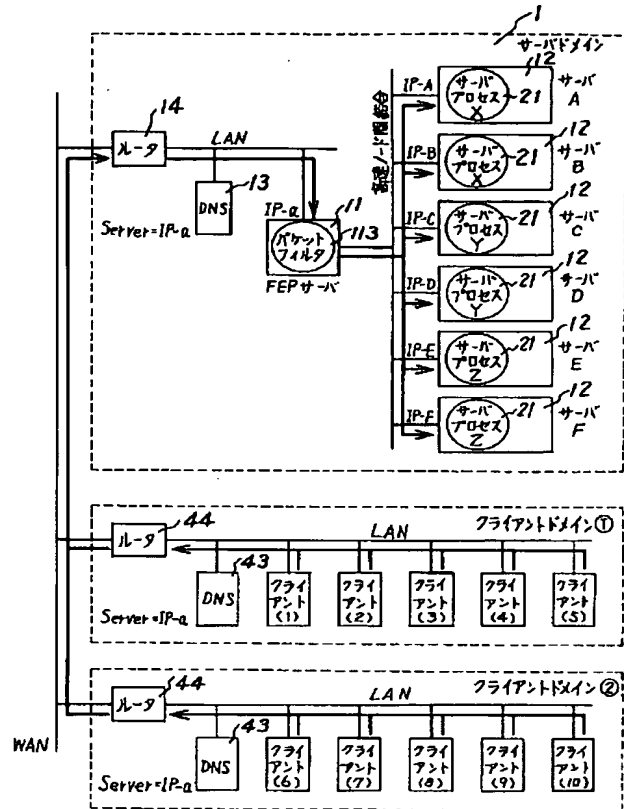 1
サーバドメイン
14
ルータ
LAN
13
DNS
Server=IP-a
IP-a
11
パケット
フィルタ
113
FEPサーバ
高速ノード間結合
IP-A
12
サーバ
プロセス
X
21
サーバ
A
IP-B
12
サーバ
プロセス
X
21
サーバ
B
IP-C
12
サーバ
プロセス
Y
21
サーバ
C
IP-D
12
サーバ
プロセス
Y
21
サーバ
D
IP-E
12
サーバ
プロセス
Z
21
サーバ
E
IP-F
12
サーバ
プロセス
Z
21
サーバ
F
44
ルータ
LAN
クライアントドメイン①
43
DNS
Server=IP-a
クライ
アント
(1)
クライ
アント
(2)
クライ
アント
(3)
クライ
アント
(4)
クライ
アント
(5)
44
ルータ
LAN
クライアントドメイン②
WAN
43
DNS
Server=IP-a
クライ
アント
(6)
クライ
アント
(7)
クライ
アント
(8)
クライ
アント
(9)
クライ
アント
(10)